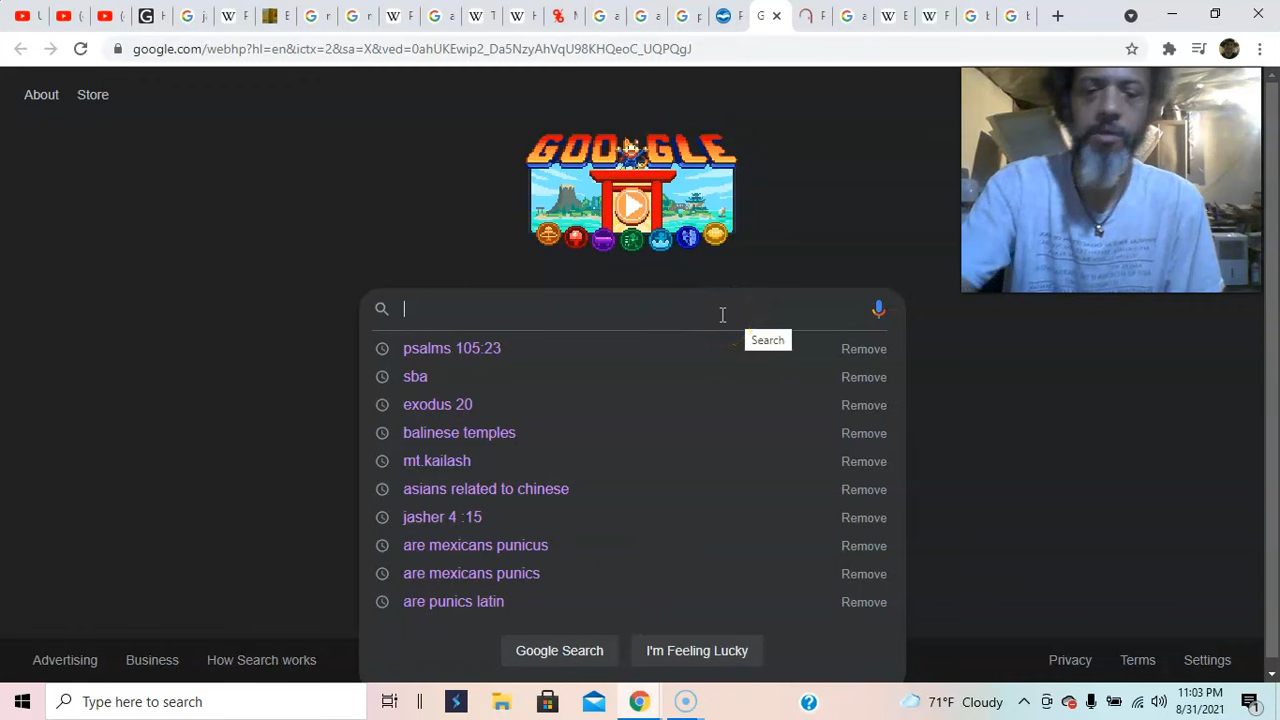 google.com/webhp?hl=en&ictx=2&sa=X&ved=0ahUKEwip2_Da5NzyAhVqU98KHQeoC_UQPQgJ
About Store
GOOGLE
Search
psalms 105:23 Remove
sba Remove
exodus 20 Remove
balinese temples Remove
mt.kailash Remove
asians related to chinese Remove
jasher 4 :15 Remove
are mexicans punicus Remove
are mexicans punics Remove
are punics latin Remove
Google Search I'm Feeling Lucky
Advertising Business How Search works Privacy Terms Settings
Type here to search 71°F Cloudy 11:03 PM
8/31/2021